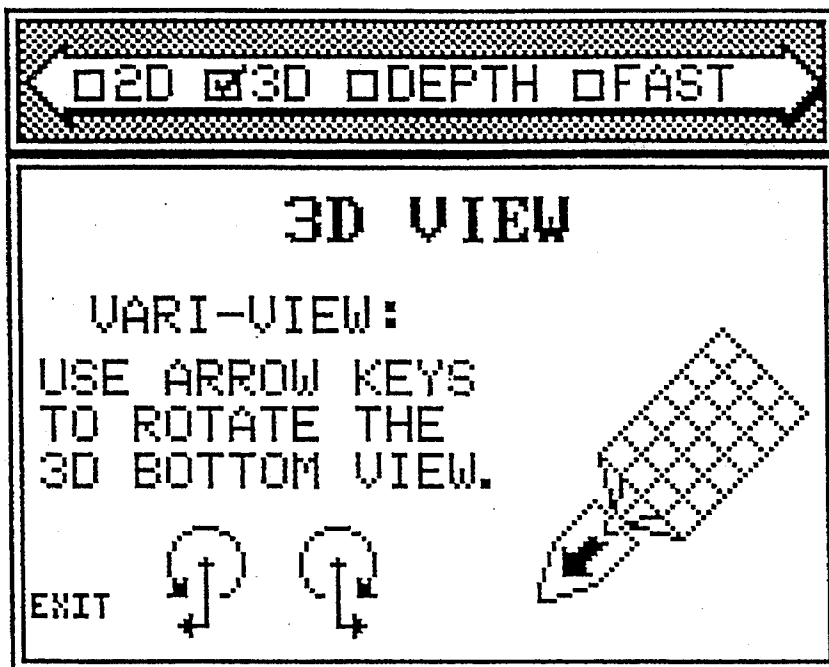 2D 3D DEPTH FAST
3D VIEW
VARI-VIEW:
USE ARROW KEYS
TO ROTATE THE
3D BOTTOM VIEW.
EXIT